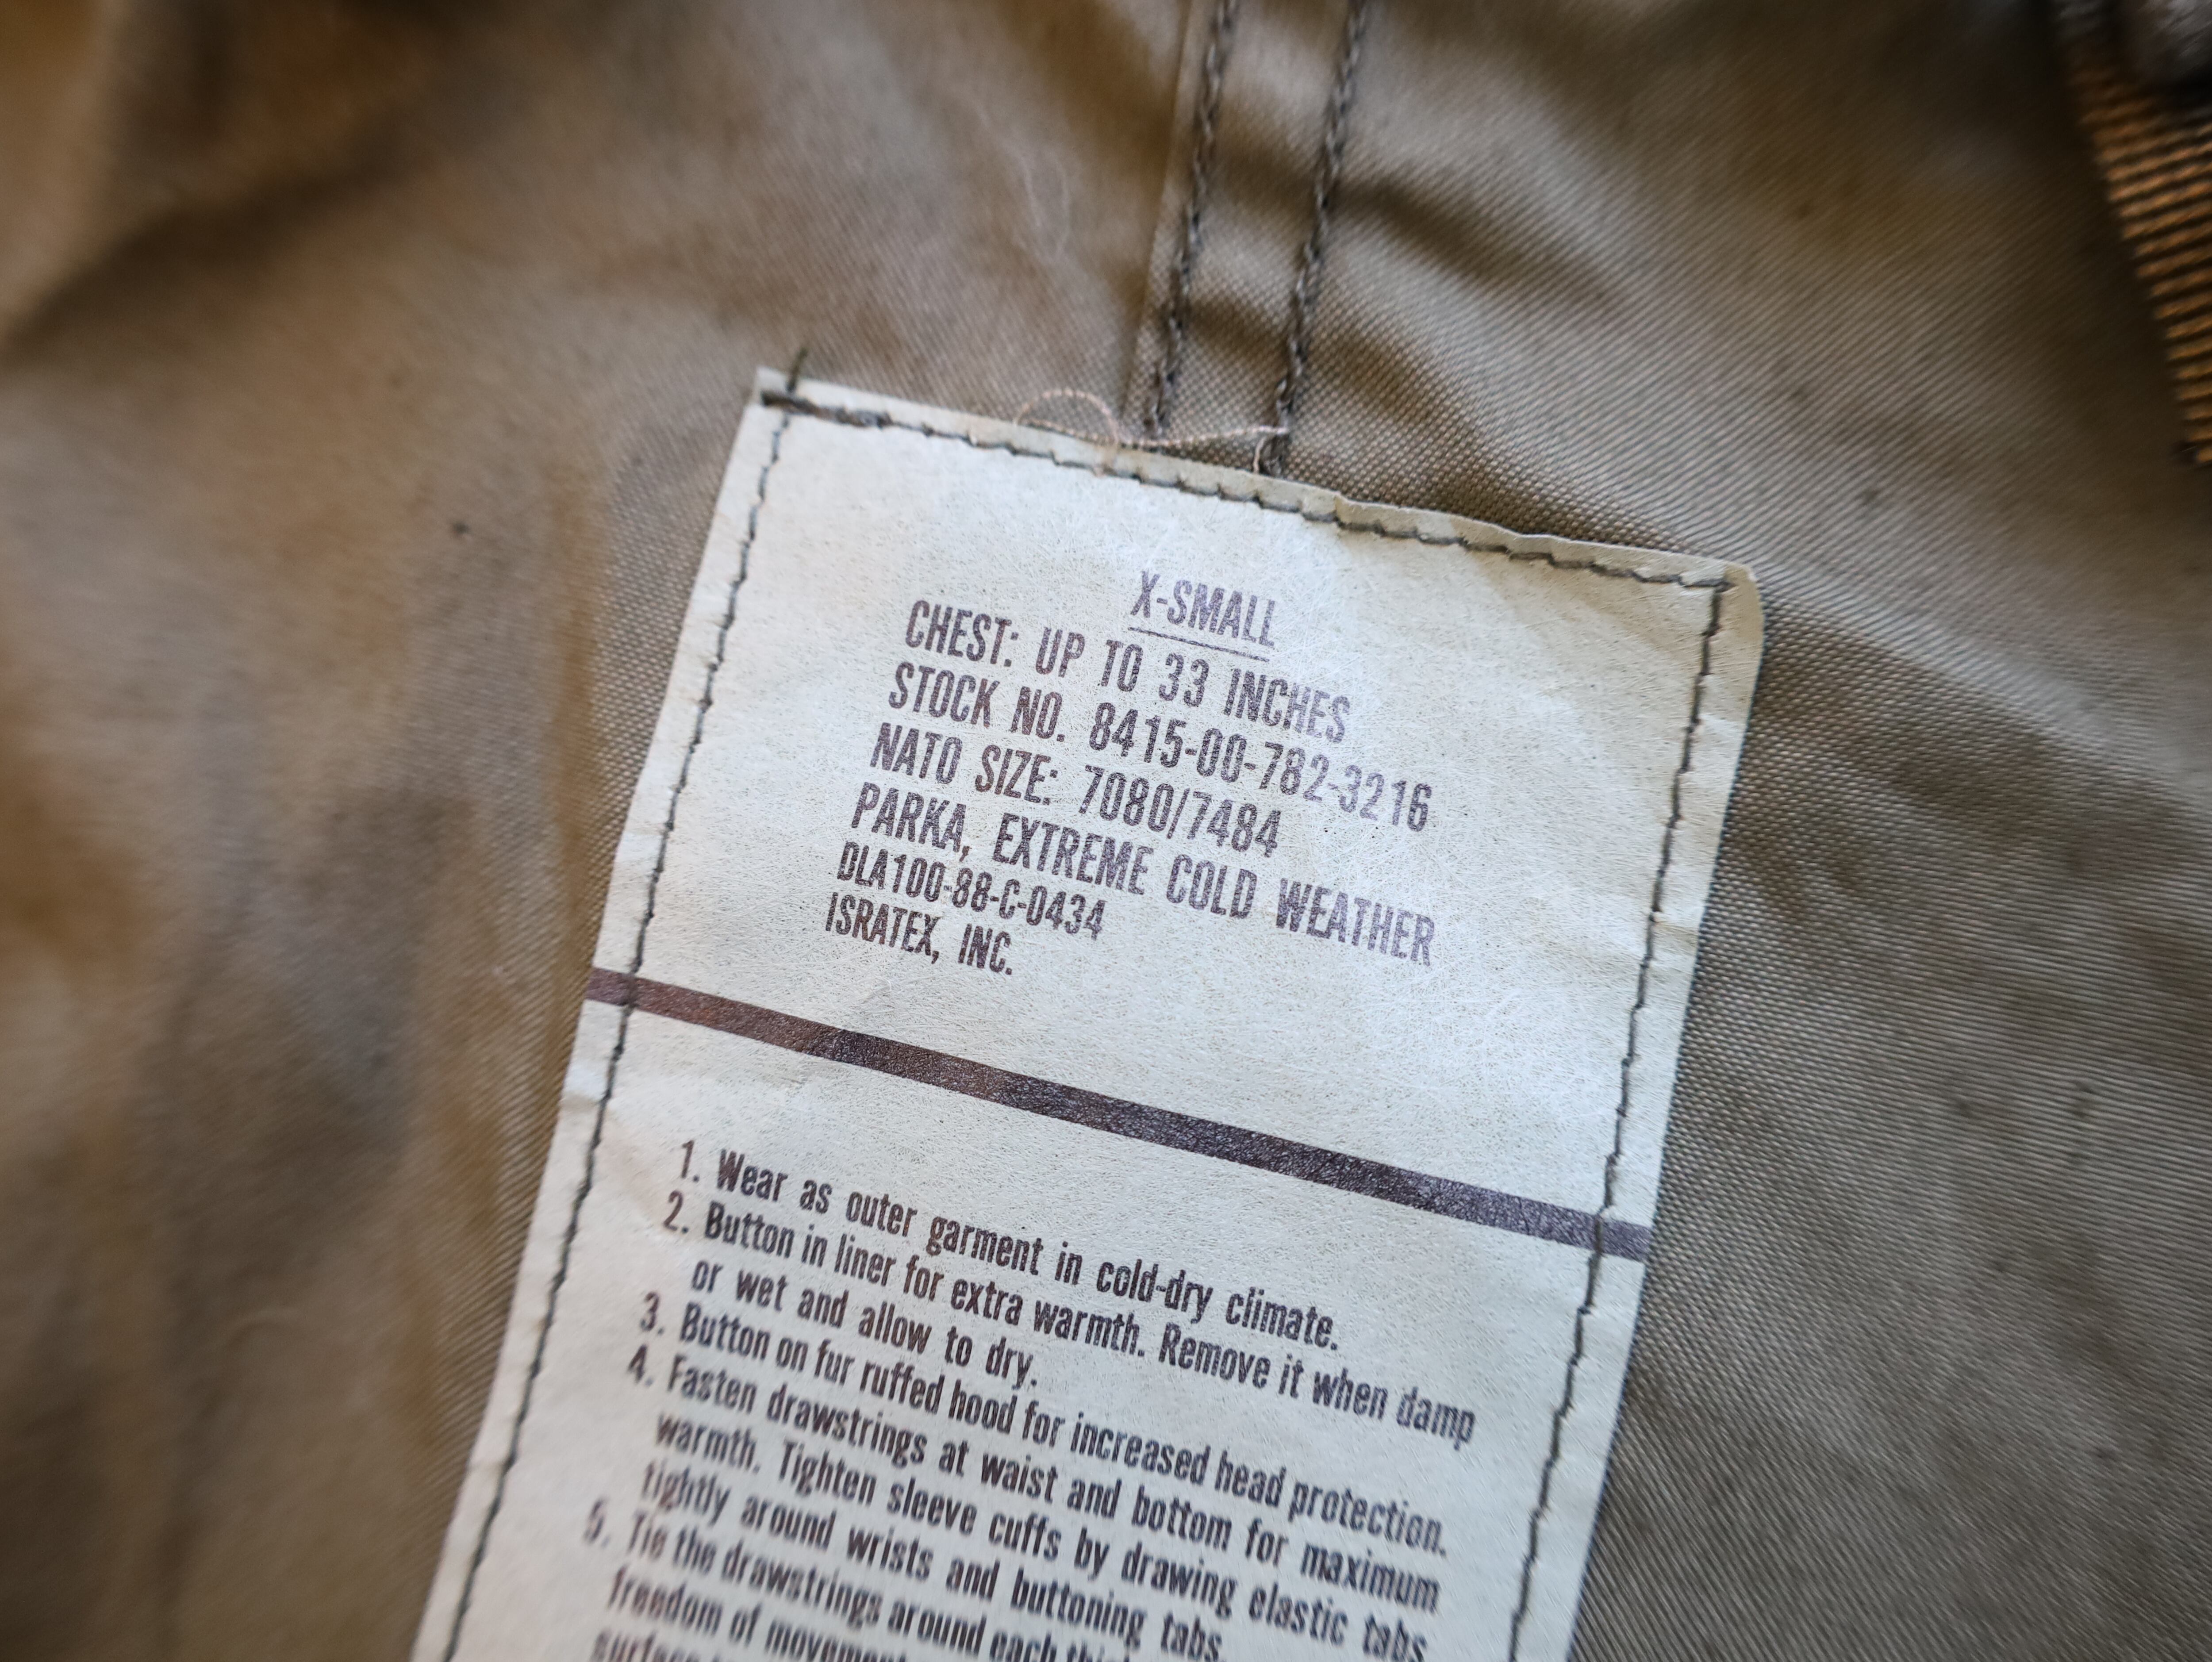 X-SMALL
CHEST: UP TO 33 INCHES
STOCK NO. 8415-00-782-3216
NATO SIZE: 7080/7484
PARKA, EXTREME COLD WEATHER
DLA100-88-C-0434
ISRATEX, INC.
1. Wear as outer garment in cold-dry climate.
2. Button in liner for extra warmth. Remove it when damp
or wet and allow to dry.
3. Button on fur ruffed hood for increased head protection.
4. Fasten drawstrings at waist and bottom for maximum
warmth. Tighten sleeve cuffs by drawing elastic tabs
tightly around wrists and buttoning tabs.
5. Tie the drawstrings around each
freedom of